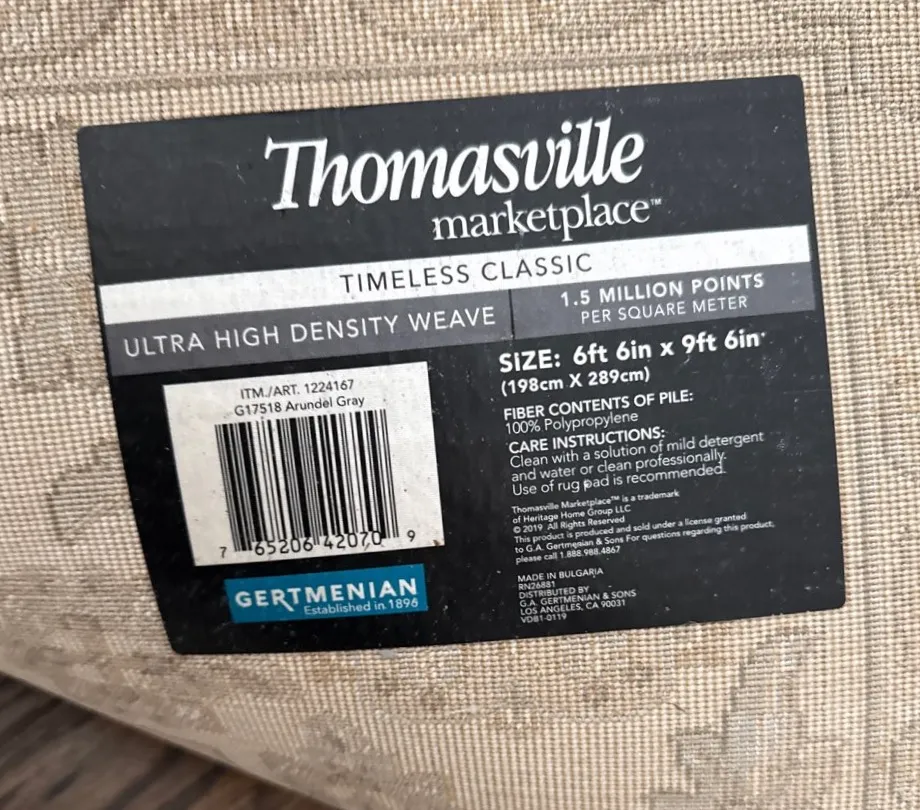 Thomasville
marketplace™
TIMELESS CLASSIC
ULTRA HIGH DENSITY WEAVE
1.5 MILLION POINTS
PER SQUARE METER
ITM./ART. 1224167
G17518 Arundel Gray
7 65206 42070 9
GERTMENIAN
Established in 1896
SIZE: 6ft 6in x 9ft 6in*
(198cm X 289cm)
FIBER CONTENTS OF PILE:
100% Polypropylene
CARE INSTRUCTIONS:
Clean with a solution of mild detergent
and water or clean professionally.
Use of rug pad is recommended.
Thomasville Marketplace™ is a trademark
of Heritage Home Group LLC
© 2019 All Rights Reserved
This product is produced and sold under a license granted
to G.A. Gertmenian & Sons For questions regarding this product,
please call 1.888.988.4867
MADE IN BULGARIA
RN26881
DISTRIBUTED BY
G.A. GERTMENIAN & SONS
LOS ANGELES, CA 90031
VDB1-0119